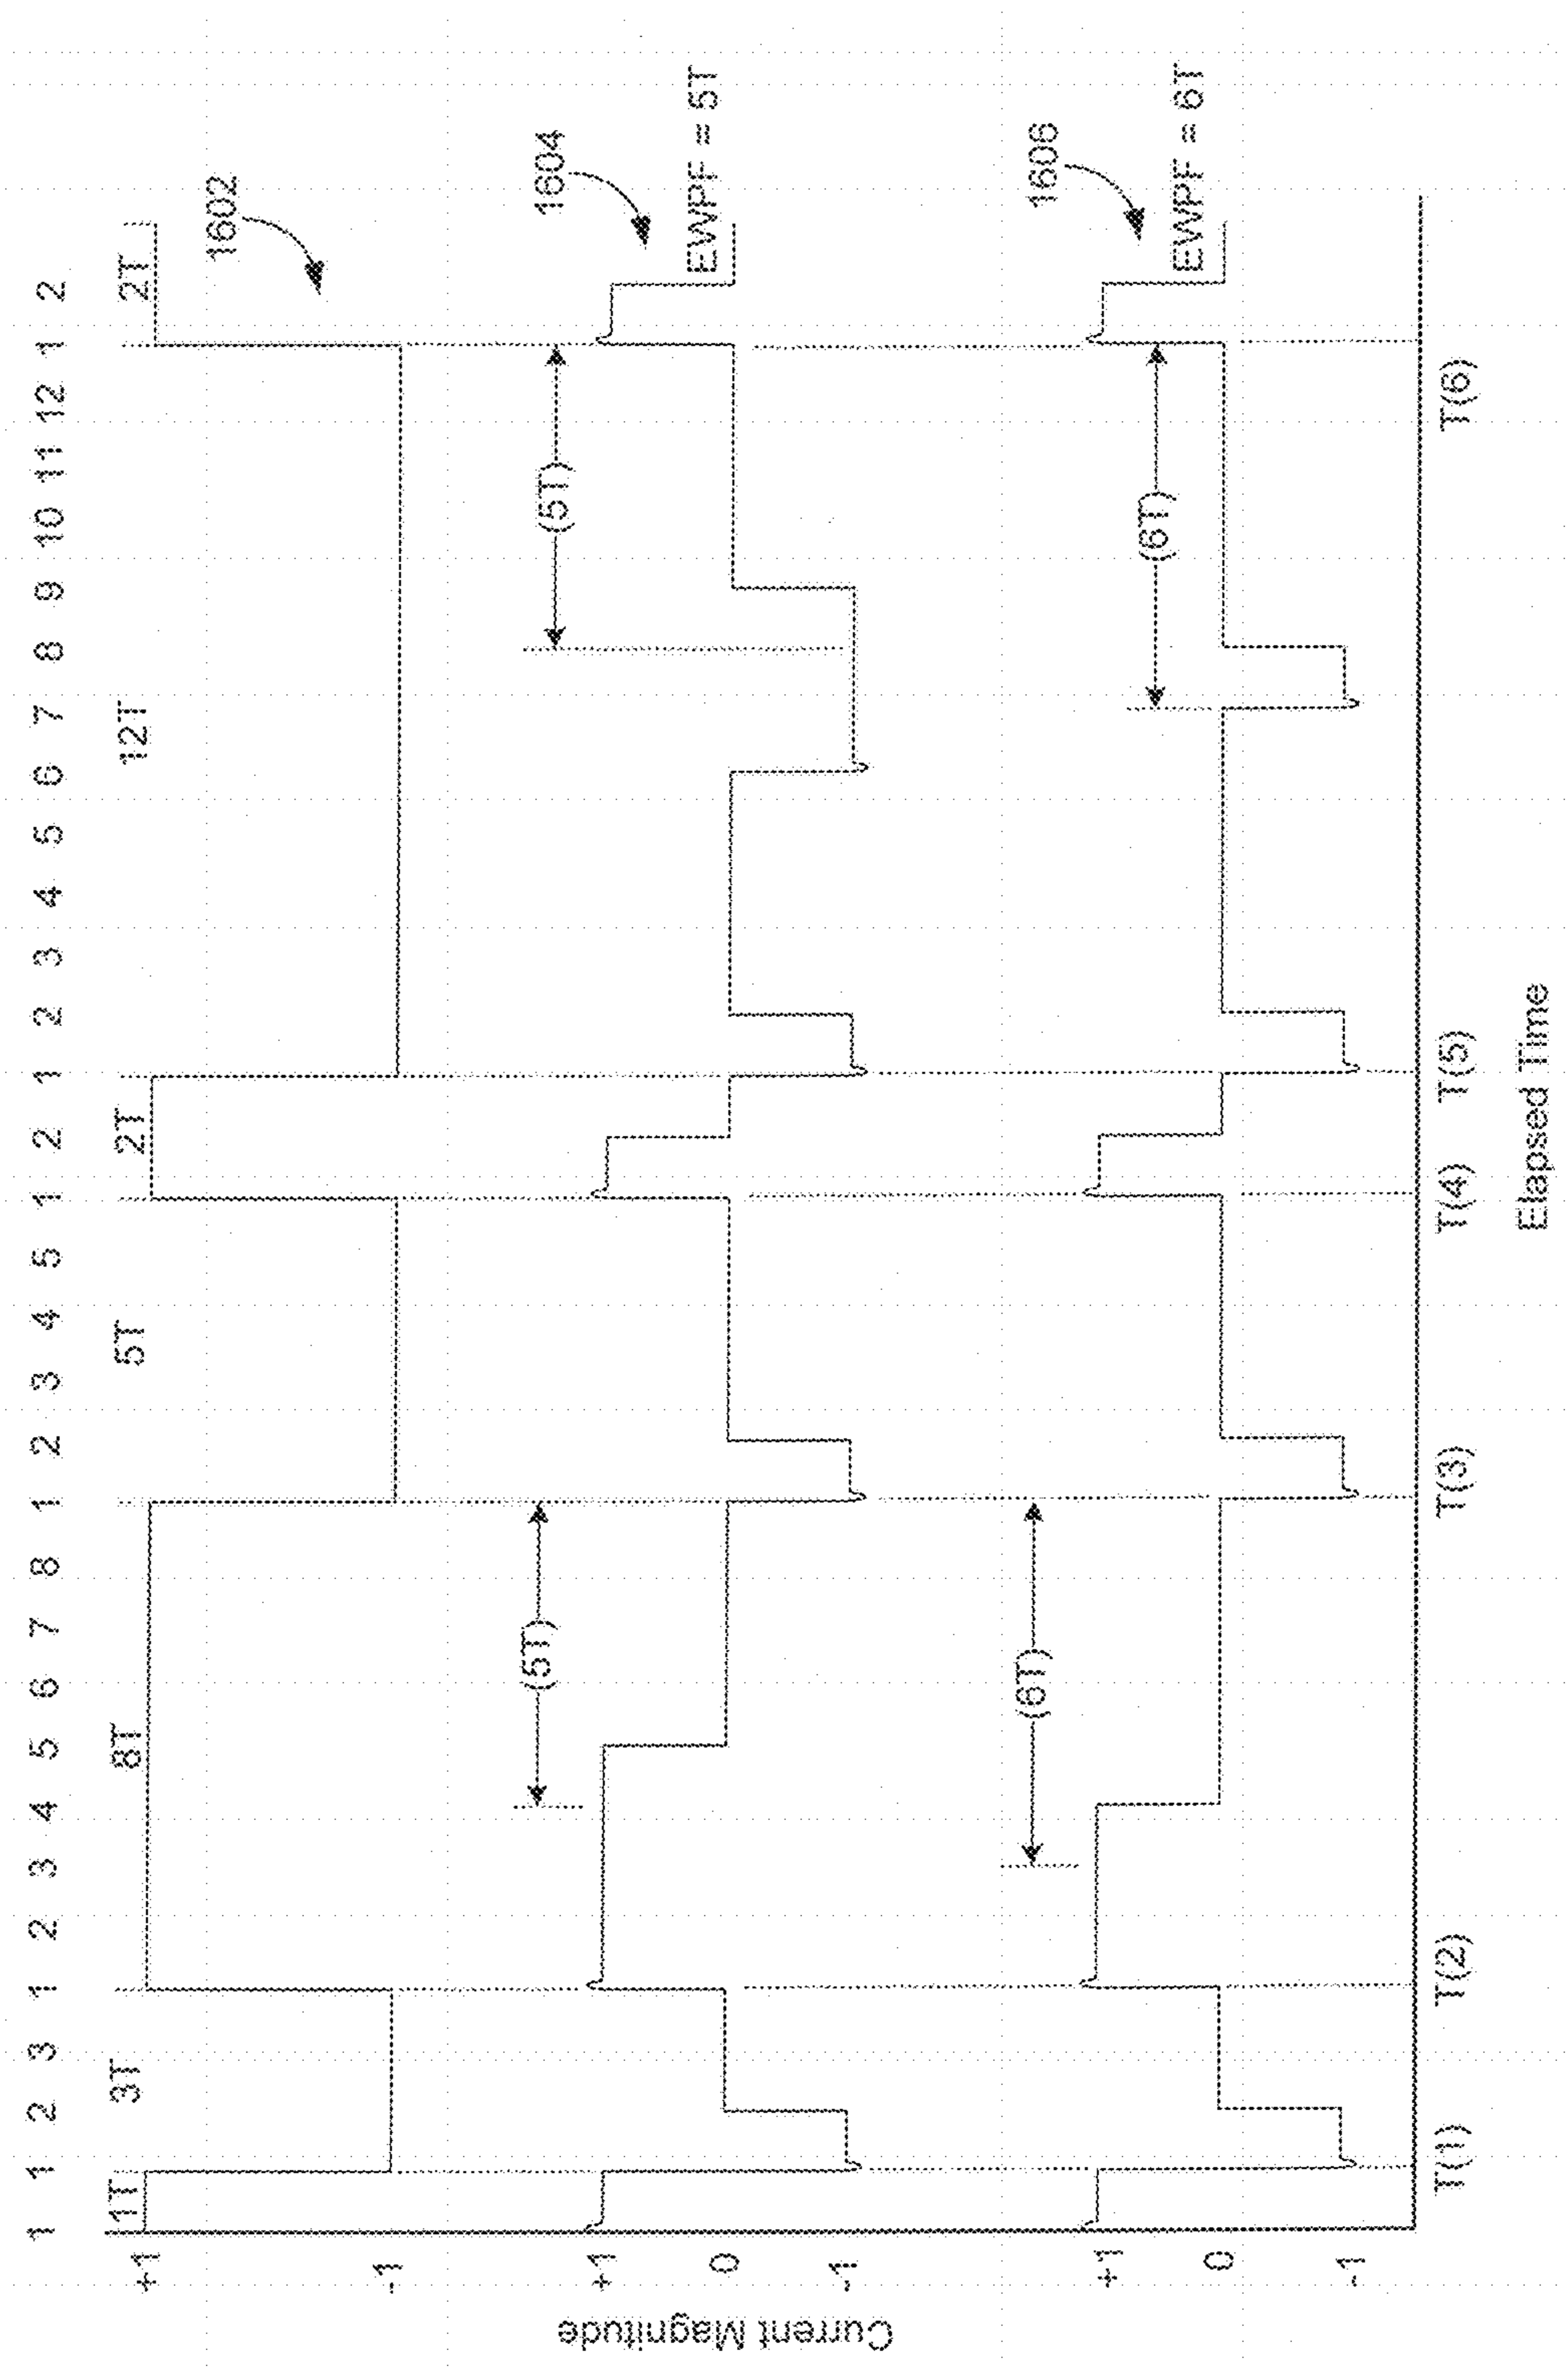 1 1 2 3 1 2 3 4 5 6 7 8 1 2 3 4 5 1 2 1 2 3 4 5 6 7 8 9 10 11 12 1 2
1T 3T 8T 5T 2T 12T 2T
+1
-1
1602
+1
0
-1
(5T)
(5T)
1604
EWPF = 5T
+1
0
-1
(6T)
(6T)
1606
EWPF = 6T
Current Magnitude
T(1) T(2) T(3) T(4) T(5) T(6)
Elapsed Time